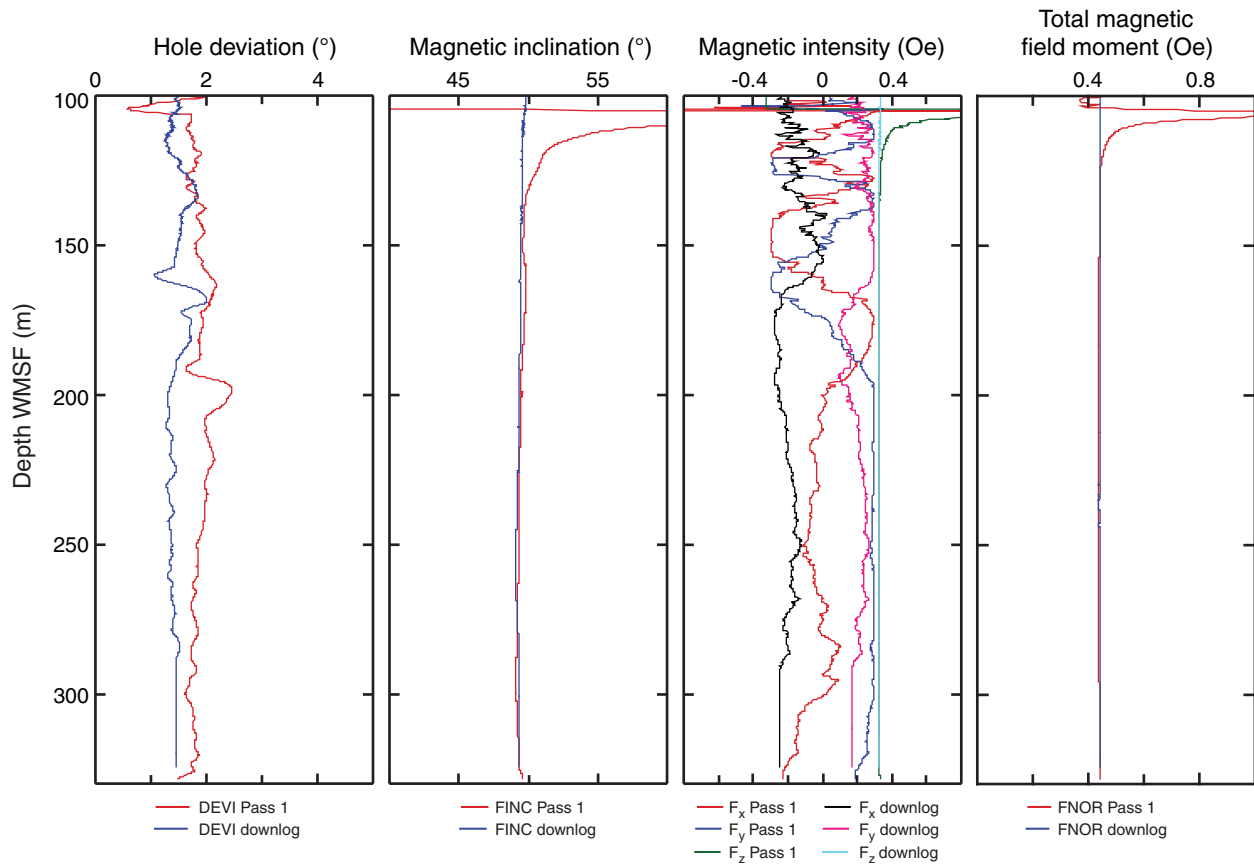 Hole deviation (°)
Magnetic inclination (°)
Magnetic intensity (Oe)
Total magnetic
field moment (Oe)
0 2 4
45 55
-0.4 0 0.4
0.4 0.8
100
150
200
250
300
Depth WMSF (m)
DEVI Pass 1
DEVI downlog
FINC Pass 1
FINC downlog
Fx Pass 1
Fy Pass 1
Fz Pass 1
Fx downlog
Fy downlog
Fz downlog
FNOR Pass 1
FNOR downlog